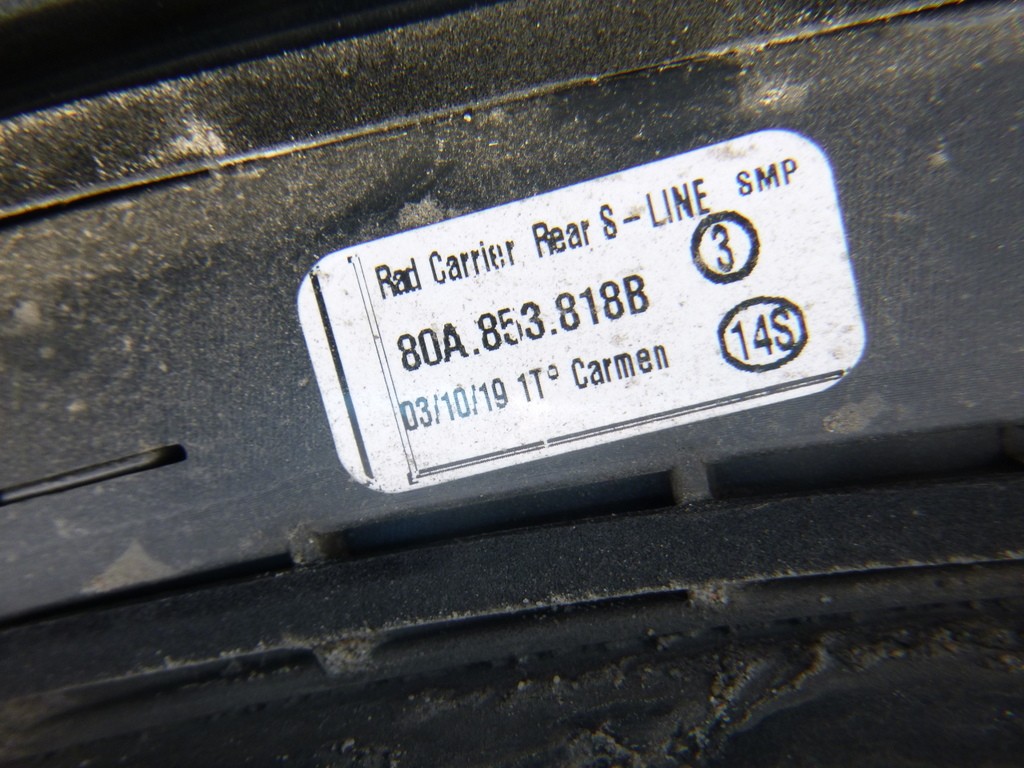 Rad Carrier Rear S-LINE SMP
80A.853.818B 3
03/10/19 1T° Carmen 14S